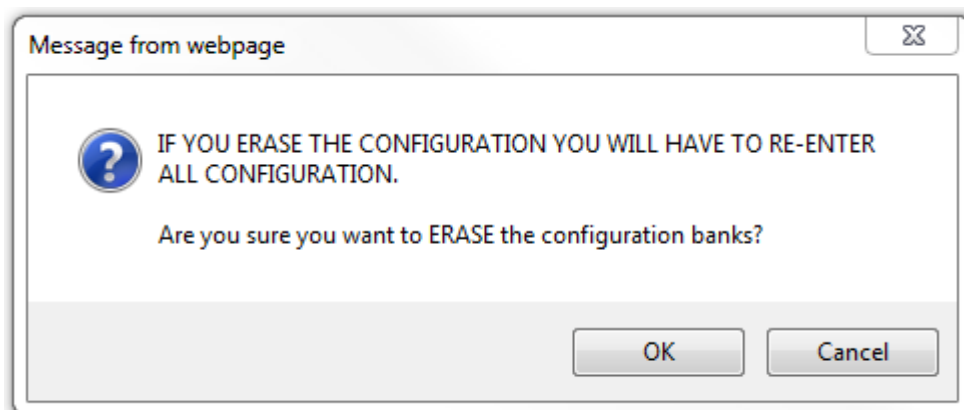 Message from webpage
IF YOU ERASE THE CONFIGURATION YOU WILL HAVE TO RE-ENTER
ALL CONFIGURATION.
Are you sure you want to ERASE the configuration banks?
OK Cancel